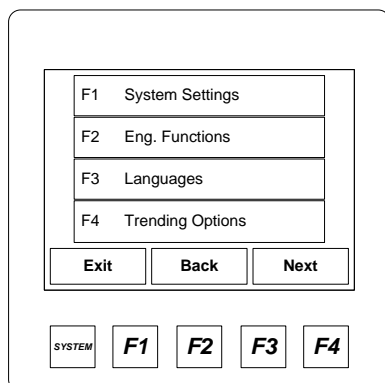 F1 System Settings
F2 Eng. Functions
F3 Languages
F4 Trending Options
Exit Back Next
SYSTEM F1 F2 F3 F4